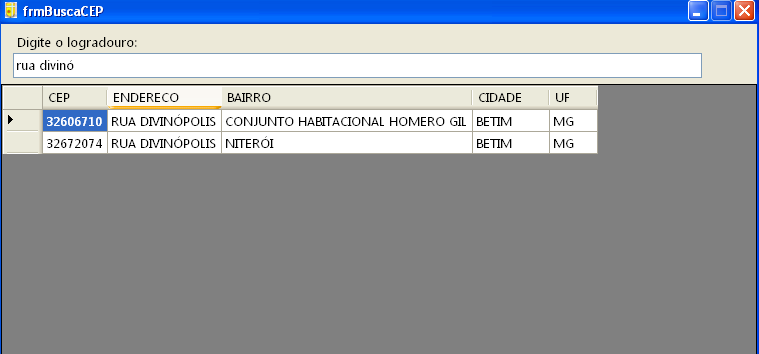 frmBuscaCEP
Digite o logradouro:
rua divinó
CEP ENDERECO BAIRRO CIDADE UF
32606710 RUA DIVINÓPOLIS CONJUNTO HABITACIONAL HOMERO GIL BETIM MG
32672074 RUA DIVINÓPOLIS NITERÓI BETIM MG